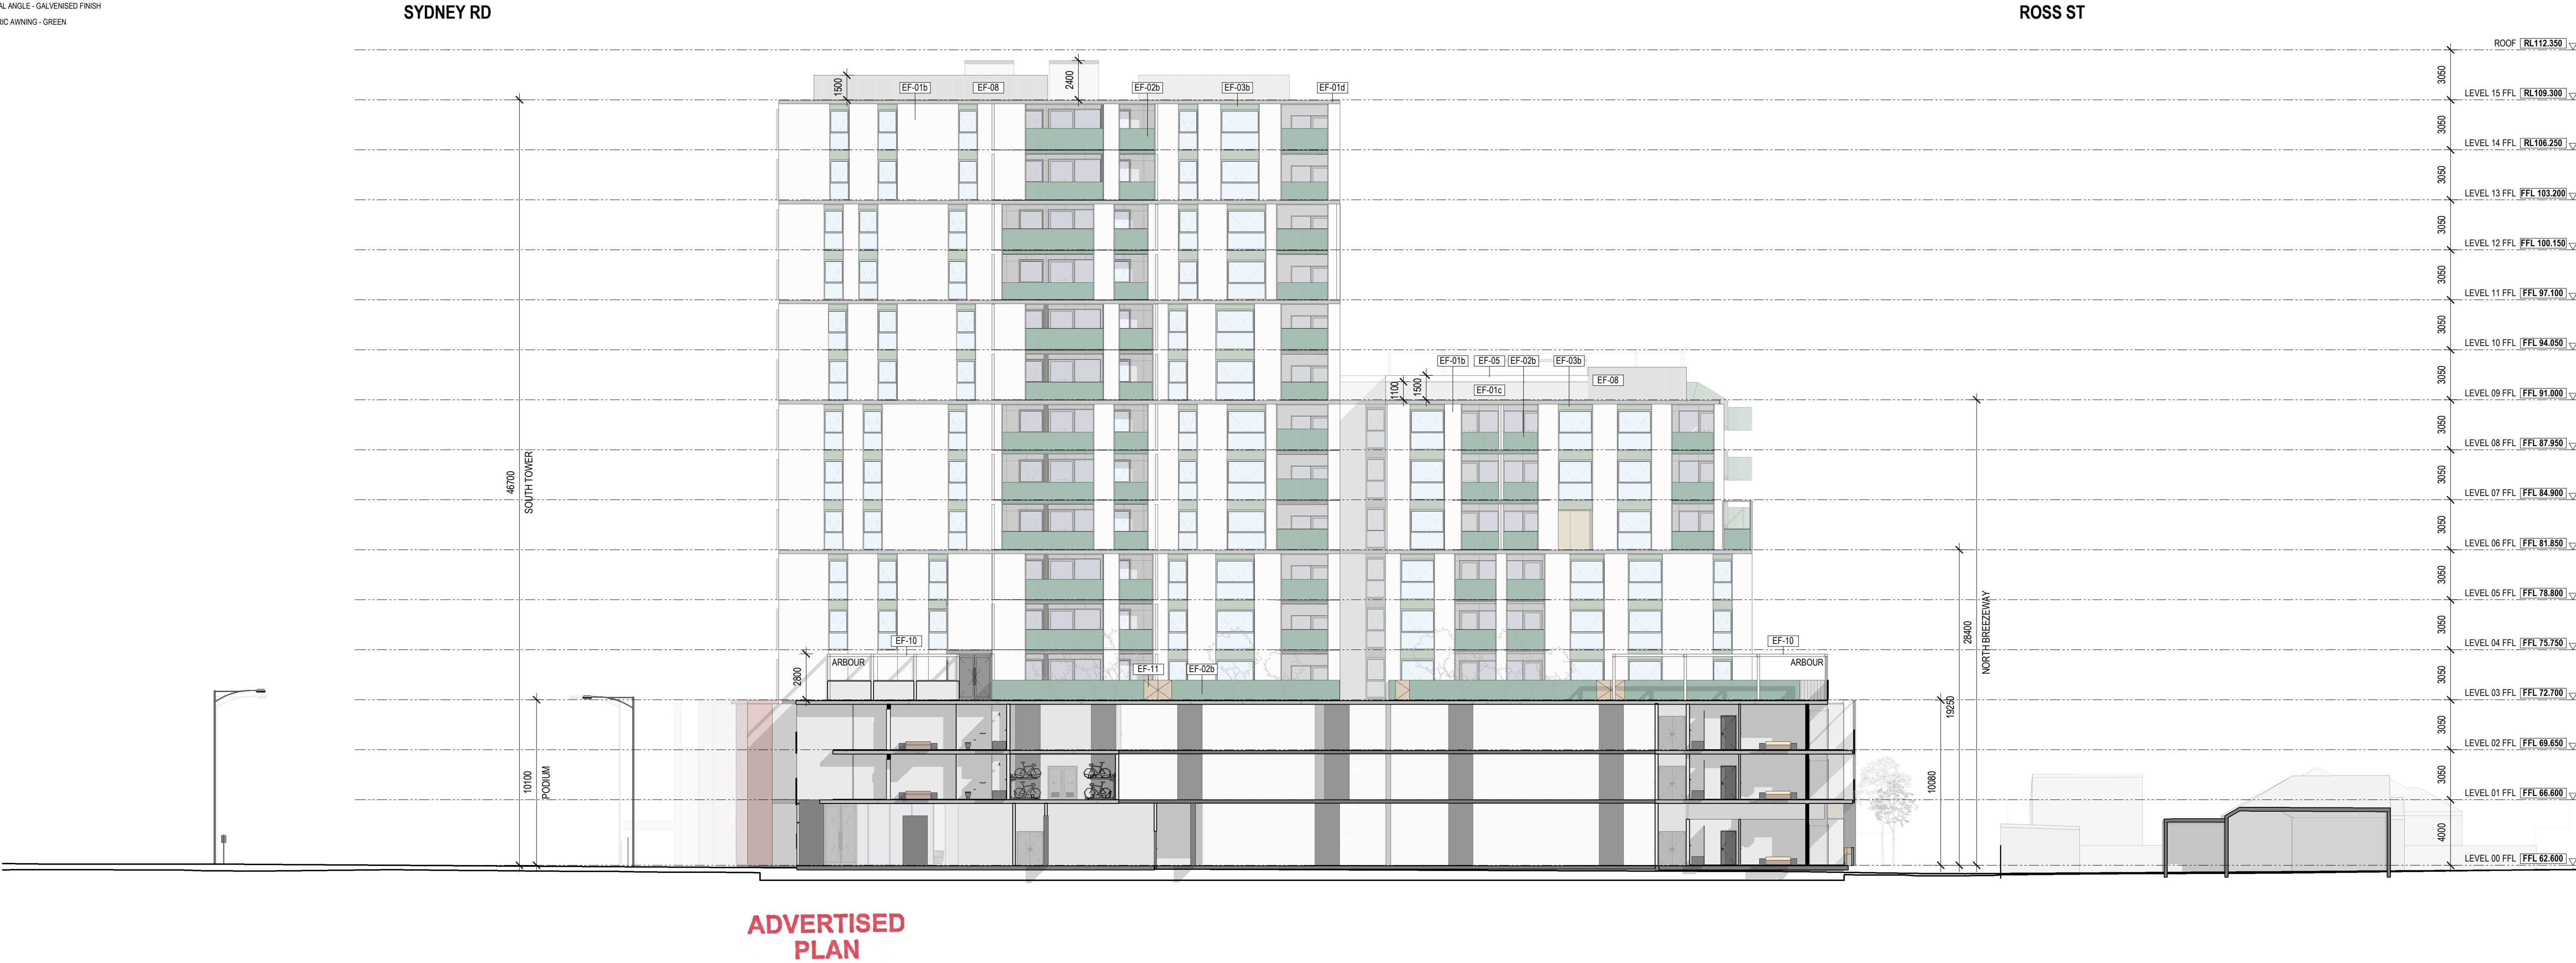 AL ANGLE - GALVENISED FINISH
RIC AWNING - GREEN
SYDNEY RD
ROSS ST
ROOF RL112.350
3050
LEVEL 15 FFL RL109.300
3050
LEVEL 14 FFL RL106.250
3050
LEVEL 13 FFL FFL 103.200
3050
LEVEL 12 FFL FFL 100.150
3050
LEVEL 11 FFL FFL 97.100
3050
LEVEL 10 FFL FFL 94.050
3050
LEVEL 09 FFL FFL 91.000
3050
LEVEL 08 FFL FFL 87.950
3050
LEVEL 07 FFL FFL 84.900
3050
LEVEL 06 FFL FFL 81.850
3050
LEVEL 05 FFL FFL 78.800
3050
LEVEL 04 FFL FFL 75.750
3050
LEVEL 03 FFL FFL 72.700
3050
LEVEL 02 FFL FFL 69.650
3050
LEVEL 01 FFL FFL 66.600
4000
LEVEL 00 FFL FFL 62.600
1500
EF-01b
EF-08
2400
EF-02b
EF-03b
EF-01d
EF-01b
EF-05
EF-02b
EF-03b
EF-08
1100
1500
EF-01c
46700
SOUTH TOWER
28400
NORTH BREEZEWAY
19250
EF-10
ARBOUR
2800
EF-11
EF-02b
EF-10
ARBOUR
10100
PODIUM
10080
ADVERTISED
PLAN